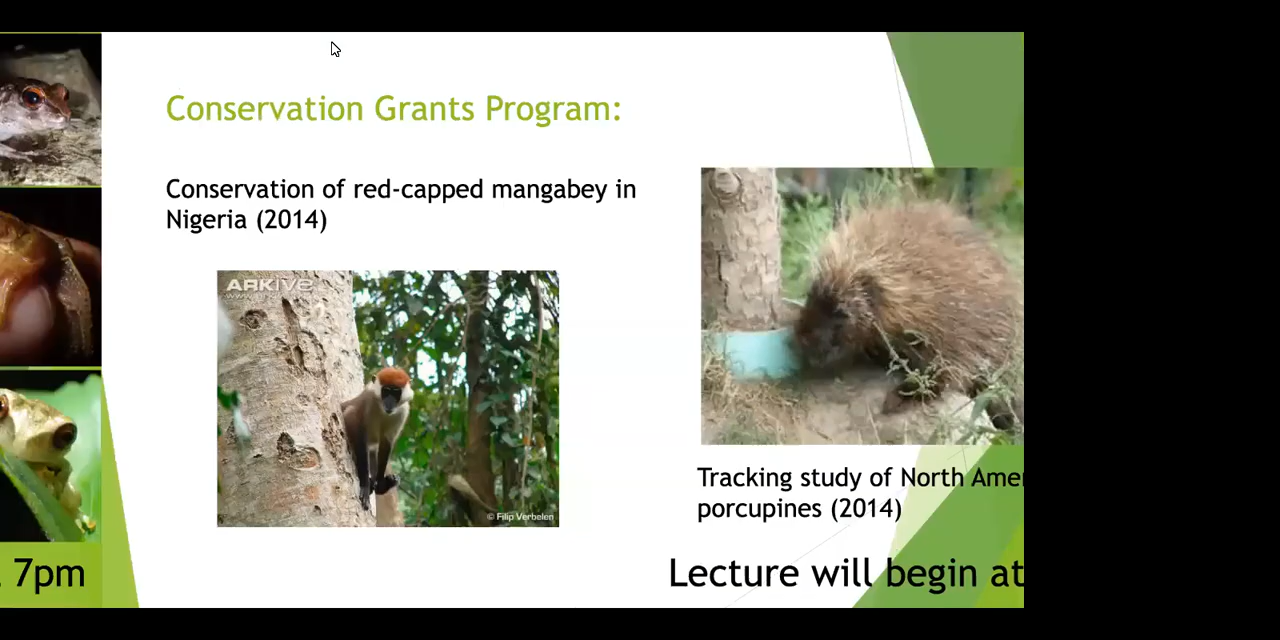 Conservation Grants Program:
Conservation of red-capped mangabey in
Nigeria (2014)
ARKive
www.arkive.org
© Filip Verbelen
Tracking study of North Amer
porcupines (2014)
7pm
Lecture will begin at